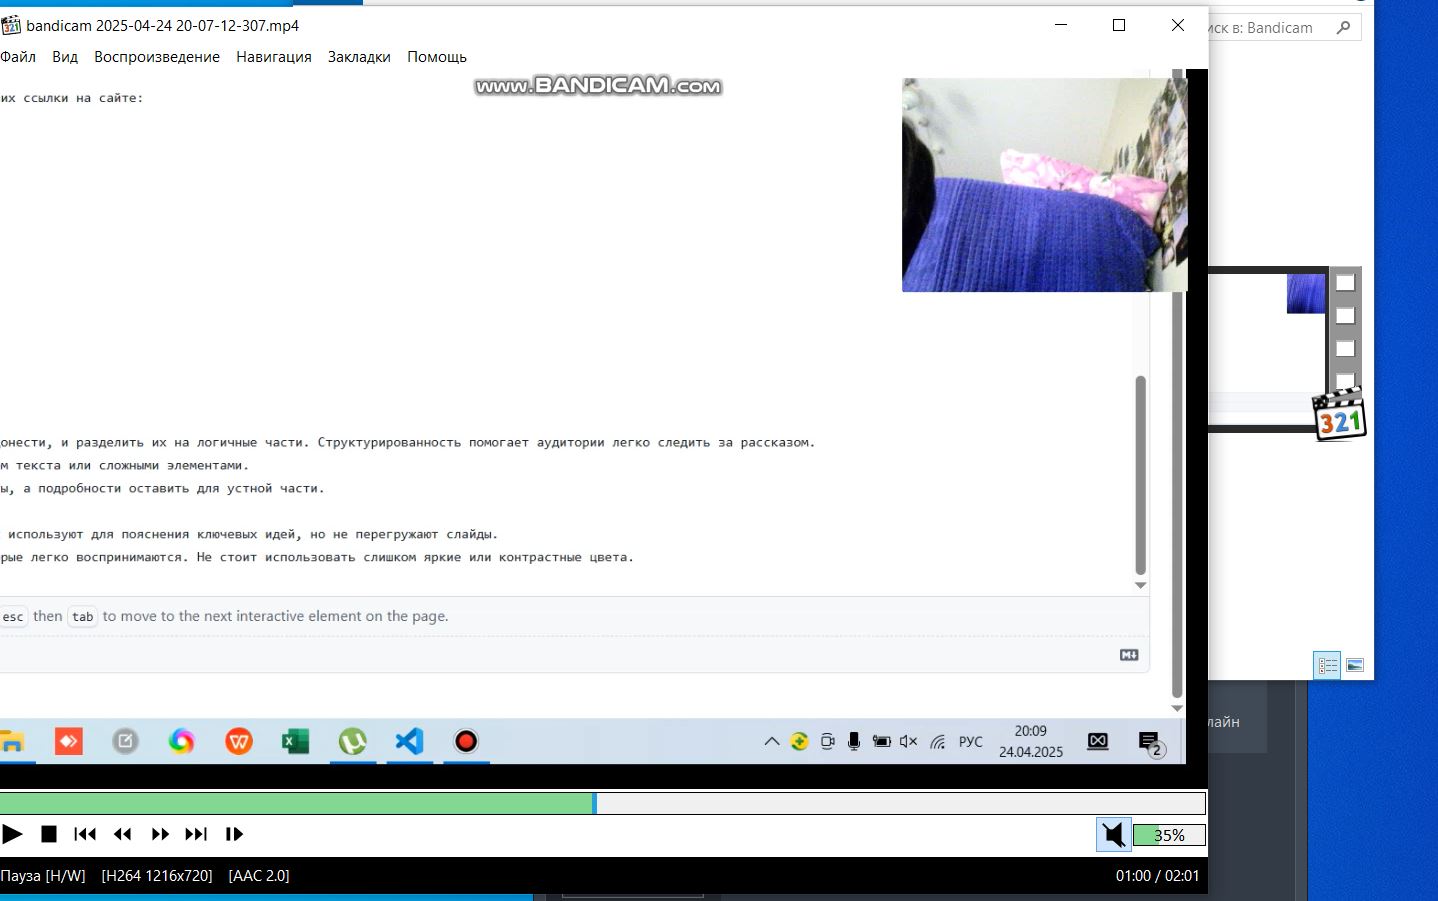 bandicam 2025-04-24 20-07-12-307.mp4
иск в: Bandicam
Файл Вид Воспроизведение Навигация Закладки Помощь
www.BANDICAM.com
их ссылки на сайте:
321
321
онести, и разделить их на логичные части. Структурированность помогает аудитории легко следить за рассказом.
м текста или сложными элементами.
ы, а подробности оставить для устной части.
используют для пояснения ключевых идей, но не перегружают слайды.
рые легко воспринимаются. Не стоит использовать слишком яркие или контрастные цвета.
esc then tab to move to the next interactive element on the page.
лайн
РУС
20:09
24.04.2025
2
35%
Пауза [H/W] [H264 1216x720] [AAC 2.0]
01:00 / 02:01